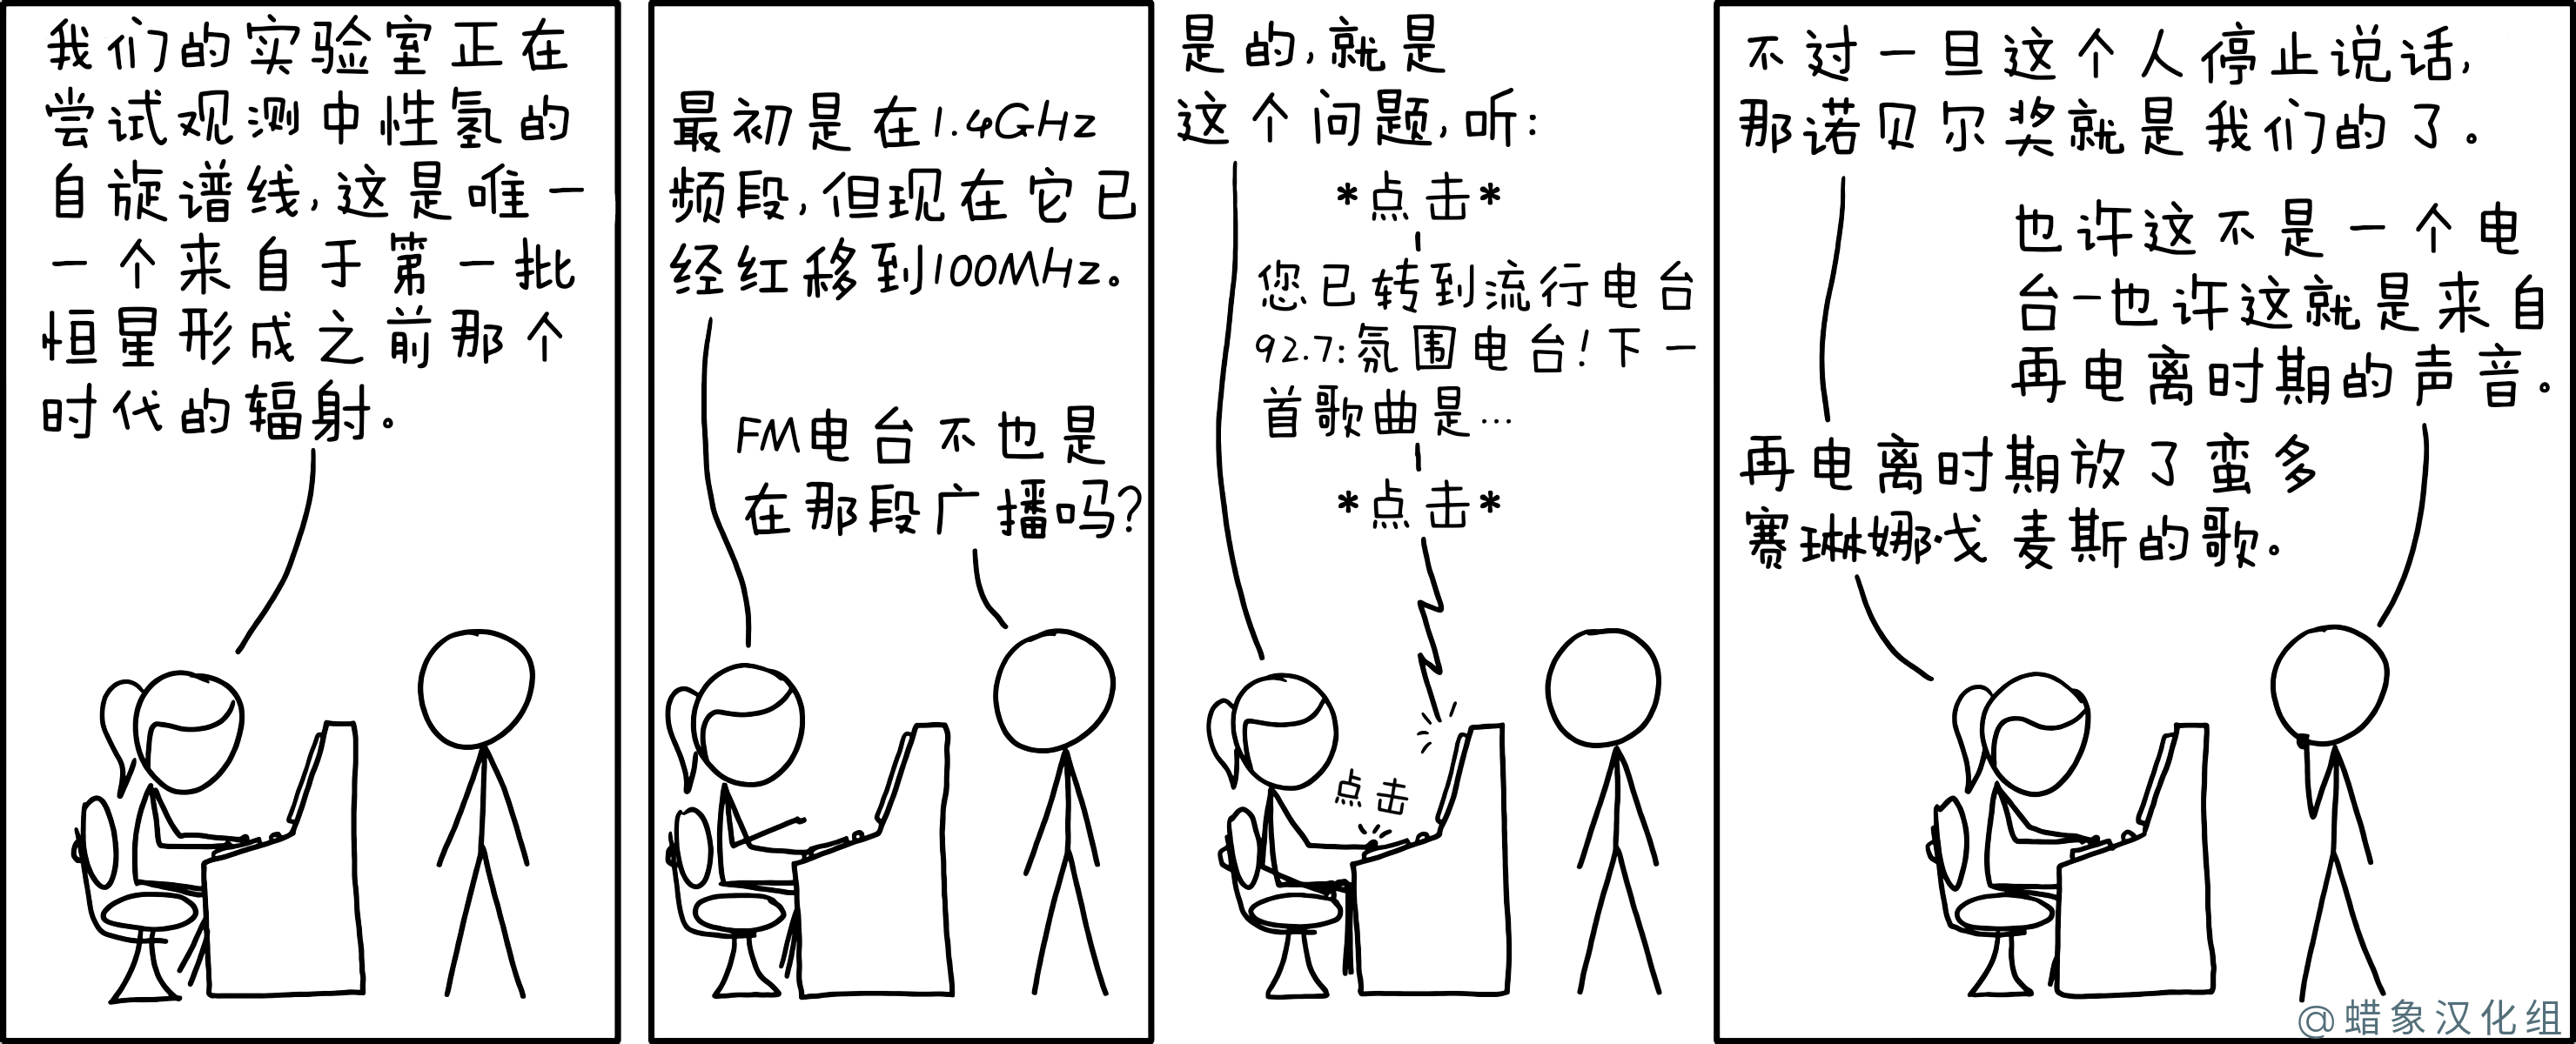 我们的实验室正在
尝试观测中性氢的
自旋谱线,这是唯一
一个来自于第一批
恒星形成之前那个
时代的辐射。
最初是在1.4GHz
频段,但现在它已
经红移到100MHz。
FM电台不也是
在那段广播吗?
是的,就是
这个问题,听:
*点击*
您已转到流行电台
92.7:氛围电台!下一
首歌曲是…
*点击*
点击
不过一旦这个人停止说话,
那诺贝尔奖就是我们的了。
也许这不是一个电
台-也许这就是来自
再电离时期的声音。
再电离时期放了蛮多
赛琳娜·戈麦斯的歌。
@蜡象汉化组